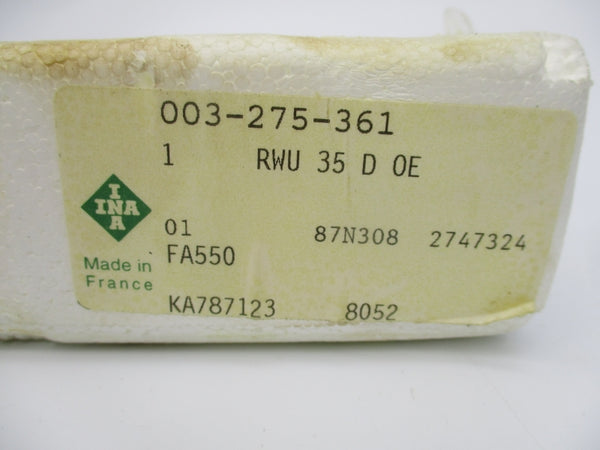 003-275-361
1 RWU 35 D OE
I
INA
A
01 87N308 2747324
Made in FA550
France
KA787123 8052